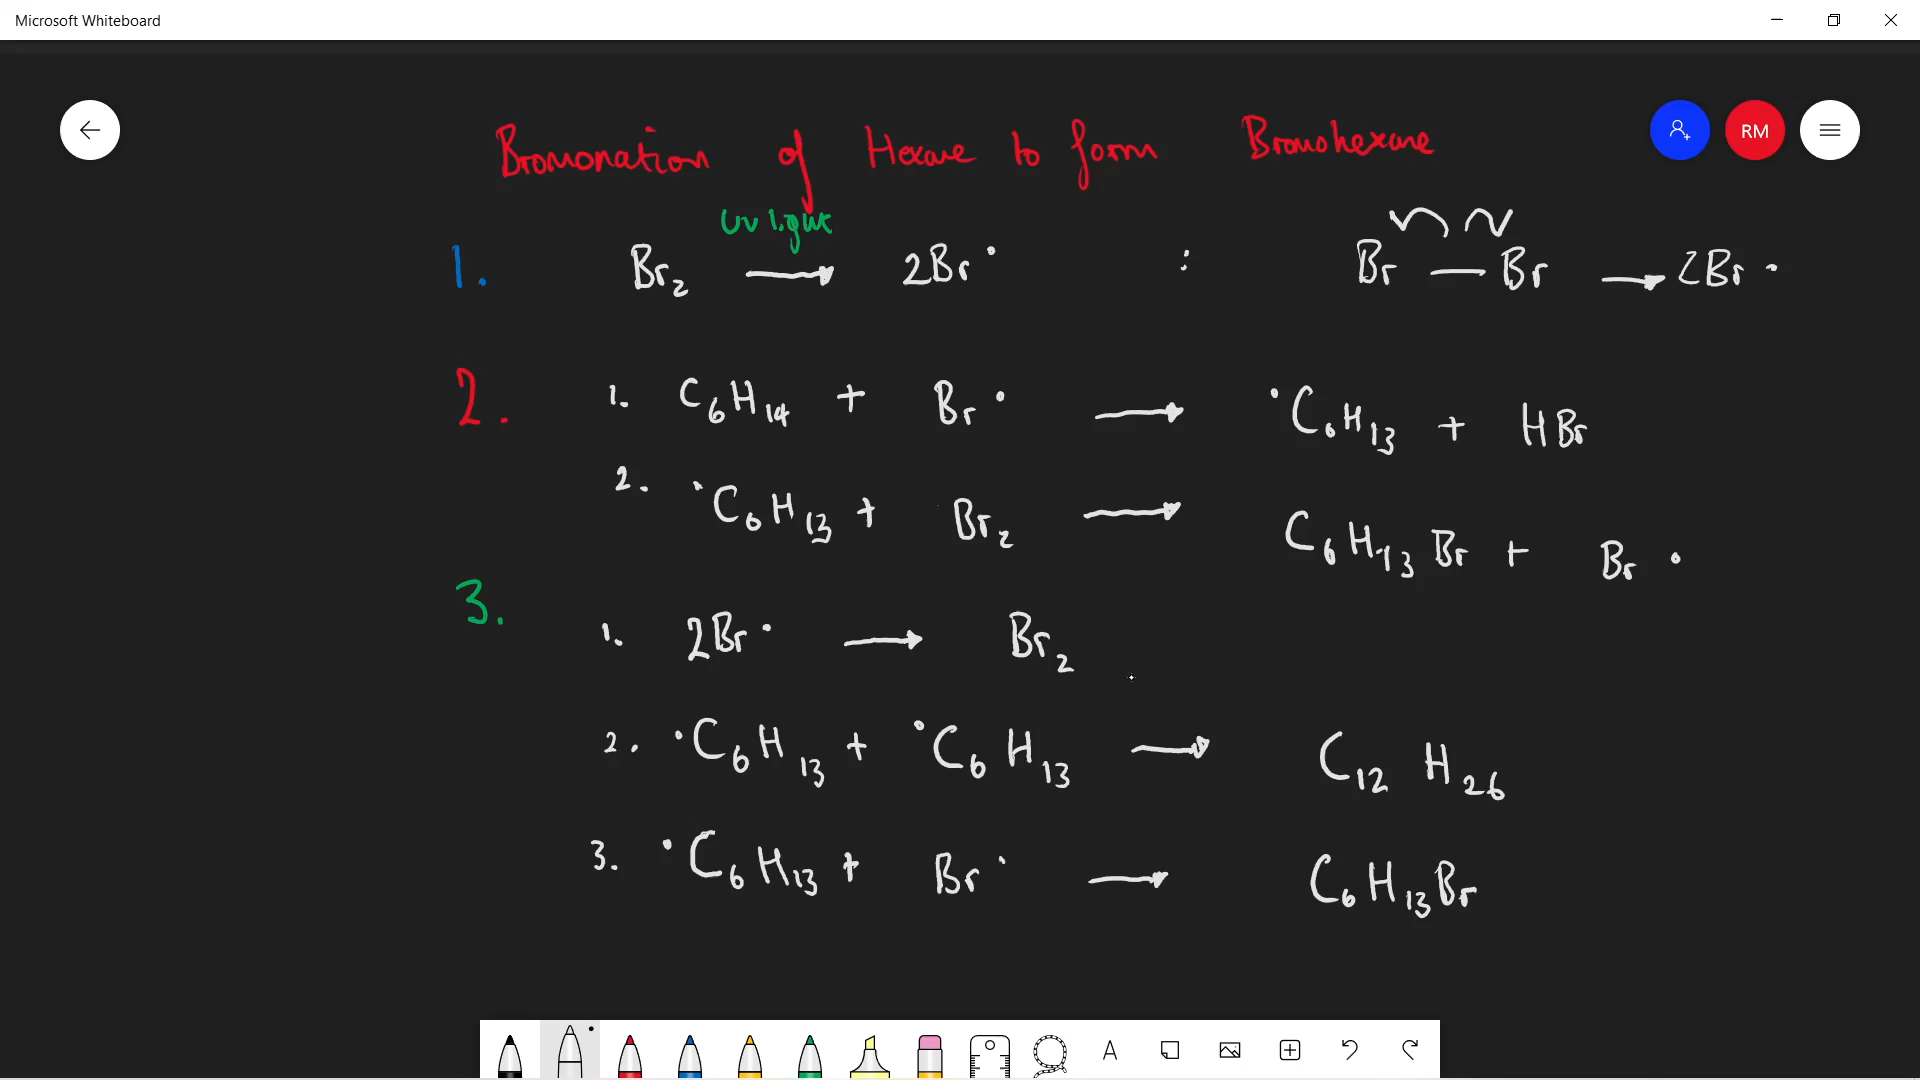 Microsoft Whiteboard
RM
Bromonation of Hexane to form Bromohexane
UV light
1. Br₂ ⟶ 2Br• : Br — Br ⟶ 2Br•
2. 1. C₆H₁₄ + Br• ⟶ •C₆H₁₃ + HBr
2. •C₆H₁₃ + Br₂ ⟶ C₆H₁₃Br + Br•
3. 1. 2Br• ⟶ Br₂
2. •C₆H₁₃ + •C₆H₁₃ ⟶ C₁₂H₂₆
3. •C₆H₁₃ + Br• ⟶ C₆H₁₃Br
A